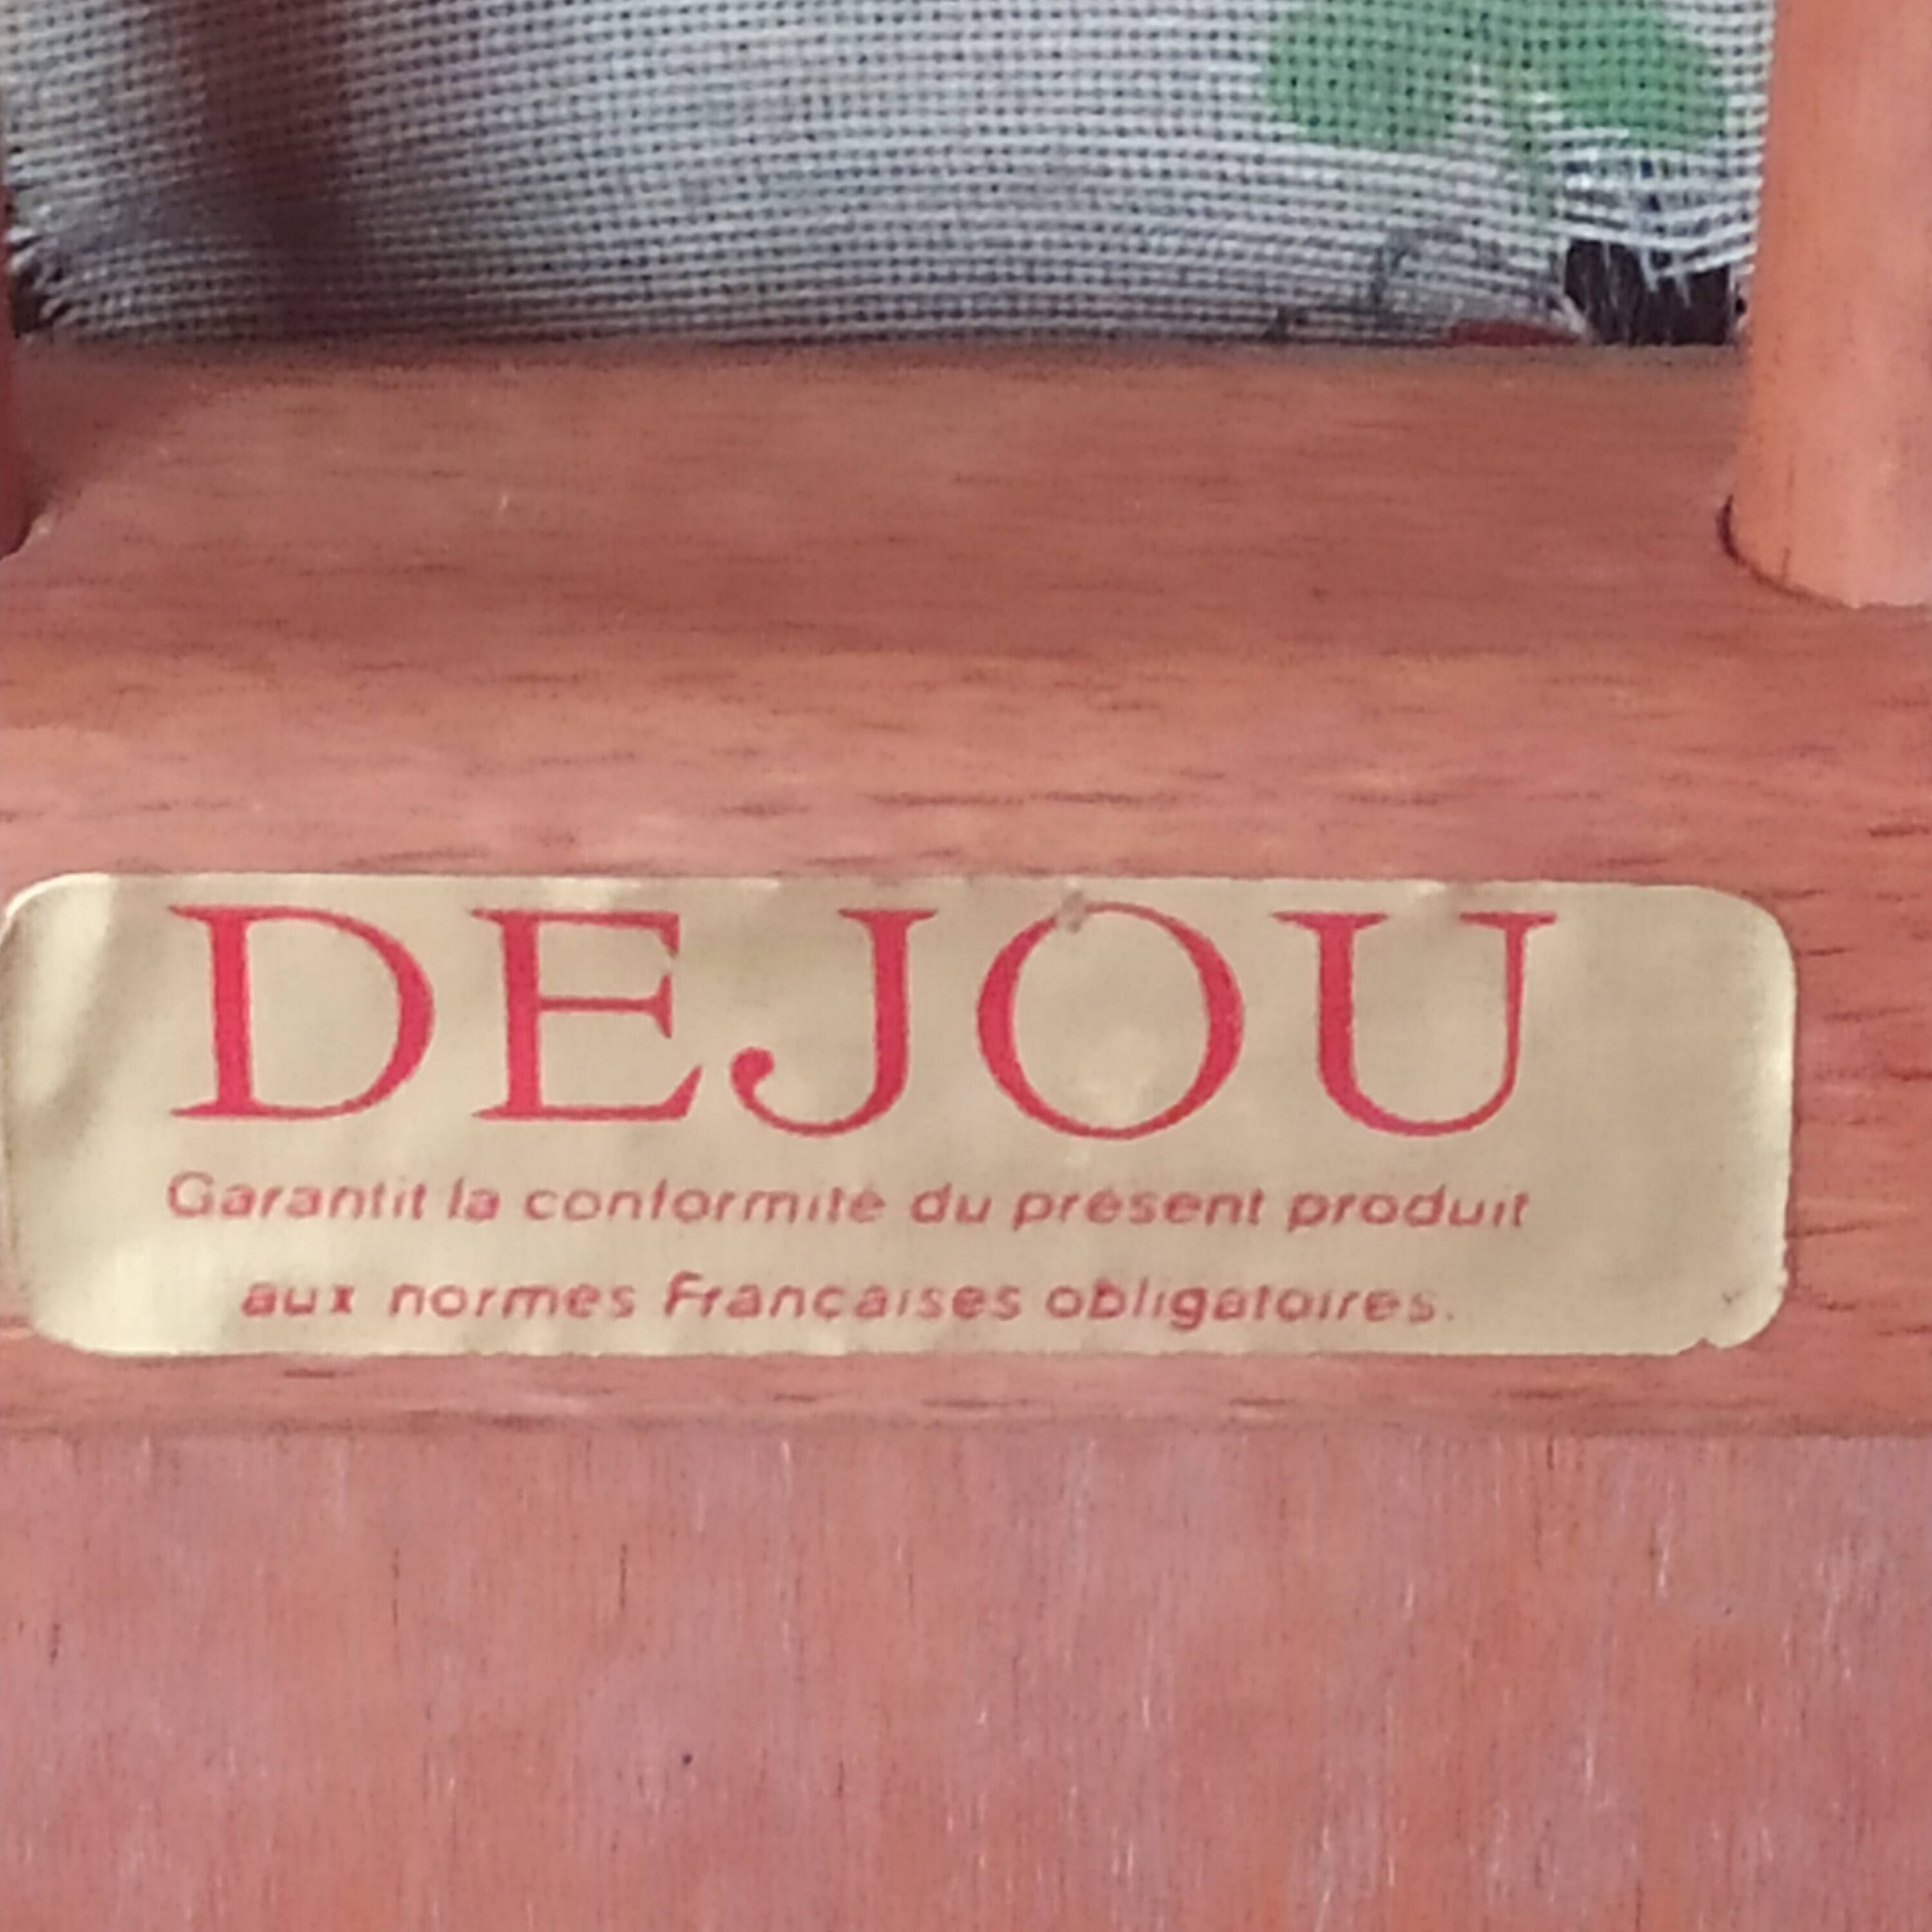 DEJOU
Garantit la conformité du présent produit
aux normes Françaises obligatoires.